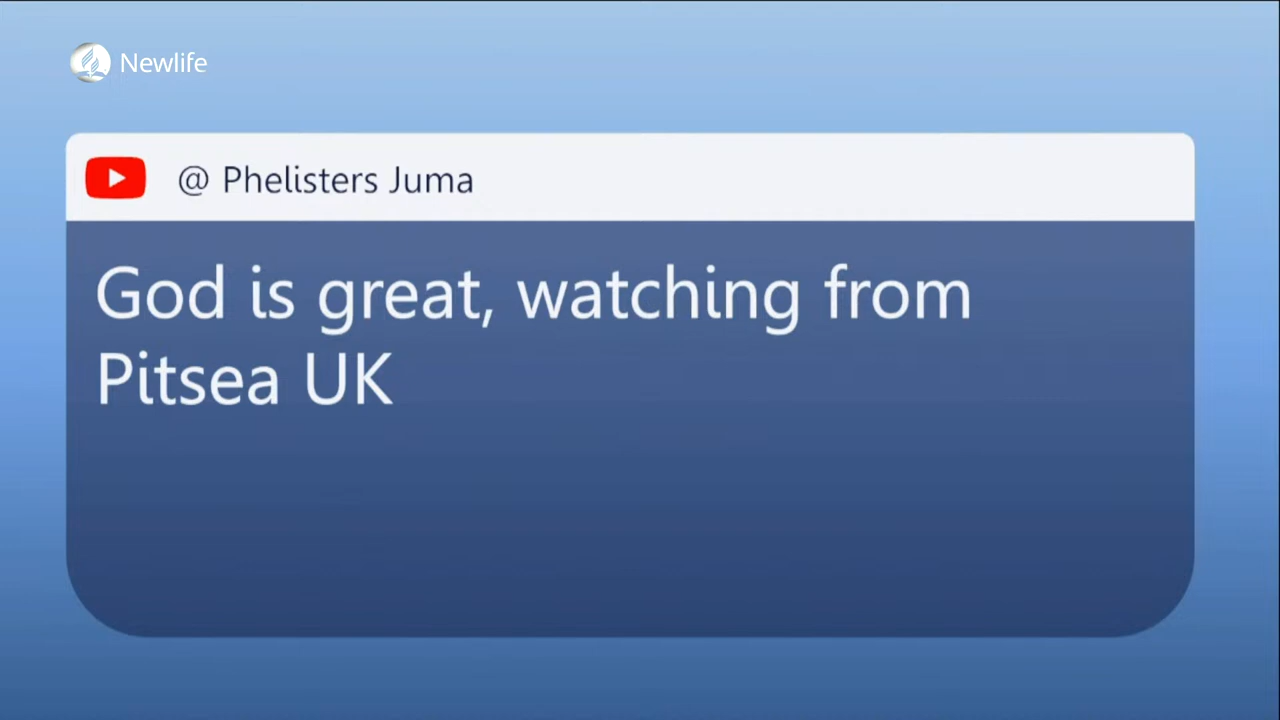 Newlife
@ Phelisters Juma
God is great, watching from
Pitsea UK